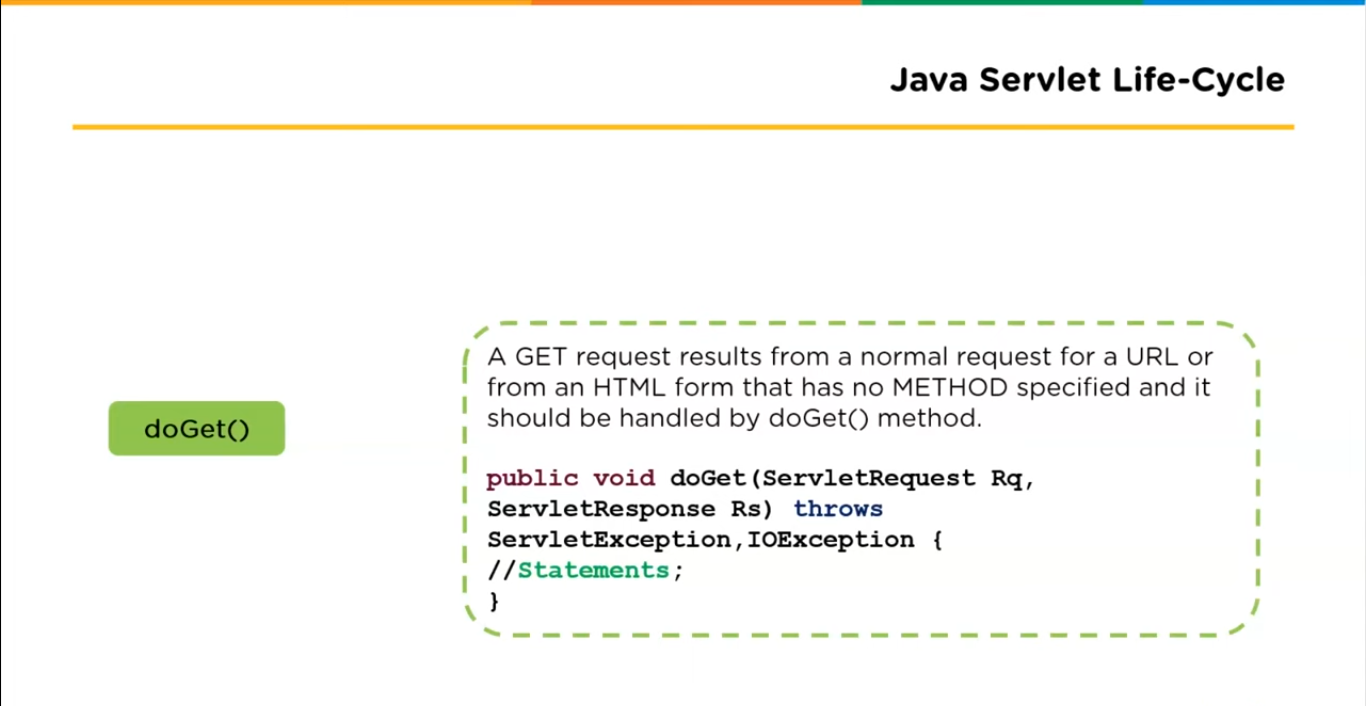 Java Servlet Life-Cycle
doGet()
A GET request results from a normal request for a URL or
from an HTML form that has no METHOD specified and it
should be handled by doGet() method.
public void doGet(ServletRequest Rq,
ServletResponse Rs) throws
ServletException,IOException {
//Statements;
}